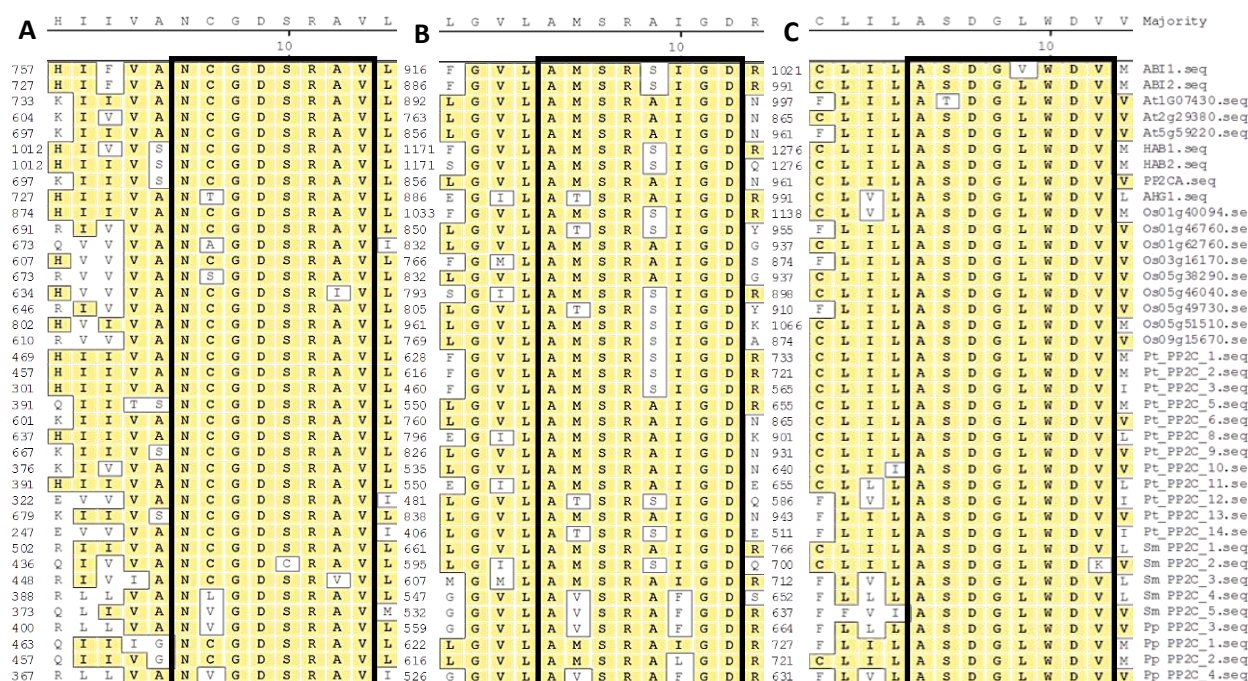 H I I V A N C G D S R A V L L G V L A M S R A I G D R C L I L A S D G L W D V V Majority
A B C
10 10 10
757 H I F V A N C G D S R A V L 916 F G V L A M S R S I G D R 1021 C L I L A S D G V W D V M ABI1.seq
727 H I F V A N C G D S R A V L 886 F G V L A M S R S I G D R 991 C L I L A S D G L W D V M ABI2.seq
733 K I I V A N C G D S R A V L 892 L G V L A M S R A I G D N 997 F L I L A T D G L W D V V At1G07430.seq
604 K I V V A N C G D S R A V L 763 L G V L A M S R A I G D N 865 C L I L A S D G L W D V V At2g29380.seq
697 K I I V A N C G D S R A V L 856 L G V L A M S R A I G D N 961 F L I L A S D G L W D V V At5g59220.seq
1012 H I V V S N C G D S R A V L 1171 F G V L A M S R S I G D R 1276 C L I L A S D G L W D V M HAB1.seq
1012 H I I V S N C G D S R A V L 1171 S G V L A M S R S I G D Q 1276 C L I L A S D G L W D V M HAB2.seq
697 K I I V S N C G D S R A V L 856 L G V L A M S R A I G D N 961 C L I L A S D G L W D V V PP2CA.seq
727 H I I V A N T G D S R A V L 886 E G I L A T S R A I G D R 991 C L V L A S D G L W D V L AHG1.seq
874 H I I V A N C G D S R A V L 1033 F G V L A M S R S I G D R 1138 C L V L A S D G L W D V M Os01g40094.se
691 R I V V A N C G D S R A V L 850 L G V L A T S R S I G D Y 955 F L I L A S D G L W D V V Os01g46760.se
673 Q V V V A N A G D S R A V I 832 L G V L A M S R A I G D G 937 C L I L A S D G L W D V V Os01g62760.se
607 H V V V A N C G D S R A V L 766 F G M L A M S R A I G D S 874 F L I L A S D G L W D V V Os03g16170.se
673 R V V V A N S G D S R A V L 832 L G V L A M S R A I G D G 937 C L I L A S D G L W D V V Os05g38290.se
634 H V V V A N C G D S R I V L 793 S G I L A M S R S I G D R 898 C L I L A S D G L W D V V Os05g46040.se
646 R I V V A N C G D S R A V L 805 L G V L A T S R S I G D Y 910 F L I L A S D G L W D V V Os05g49730.se
802 H V I V A N C G D S R A V L 961 L G V L A M S R S I G D K 1066 C L I L A S D G L W D V M Os05g51510.se
610 R V V V A N C G D S R A V L 769 L G V L A M S R S I G D A 874 C L I L A S D G L W D V V Os09g15670.se
469 H I I V A N C G D S R A V L 628 F G V L A M S R S I G D R 733 C L I L A S D G L W D V M Pt_PP2C_1.seq
457 H I I V A N C G D S R A V L 616 F G V L A M S R S I G D R 721 C L I L A S D G L W D V M Pt_PP2C_2.seq
301 H I I V A N C G D S R A V L 460 F G V L A M S R S I G D R 565 C L I L A S D G L W D V I Pt_PP2C_3.seq
391 Q I I T S N C G D S R A V L 550 L G V L A M S R A I G D R 655 C L I L A S D G L W D V M Pt_PP2C_5.seq
601 K I I V A N C G D S R A V L 760 L G V L A M S R A I G D N 865 C L I L A S D G L W D V V Pt_PP2C_6.seq
637 H I I V A N C G D S R A V L 796 E G I L A M S R A I G D K 901 C L I L A S D G L W D V L Pt_PP2C_8.seq
667 K I I V S N C G D S R A V L 826 L G V L A M S R A I G D N 931 C L I L A S D G L W D V V Pt_PP2C_9.seq
376 K I V V A N C G D S R A V L 535 L G V L A M S R A I G D N 640 C L I I A S D G L W D V V Pt_PP2C_10.se
391 H I I V A N C G D S R A V L 550 E G I L A M S R A I G D E 655 C L L L A S D G L W D V L Pt_PP2C_11.se
322 E V V V A N C G D S R A V I 481 L G V L A T S R S I G D Q 586 F L V L A S D G L W D V I Pt_PP2C_12.se
679 K I I V S N C G D S R A V L 838 L G V L A M S R A I G D N 943 F L I L A S D G L W D V V Pt_PP2C_13.se
247 E V V V A N C G D S R A V I 406 L G V L A T S R S I G D E 511 F L I L A S D G L W D V I Pt_PP2C_14.se
502 R I I V A N C G D S R A V L 661 L G V L A M S R A I G D R 766 C L I L A S D G L W D V L Sm PP2C_1.seq
436 Q I V V A N C G D C R A V L 595 L G I L A M S R S I G D Q 700 C L I L A S D G L W D K V Sm PP2C_2.seq
448 R I V I A N C G D S R V V L 607 M G M L A M S R A I G D R 712 F L V L A S D G L W D V L Sm PP2C_3.seq
388 R L L V A N L G D S R A V L 547 G G V L A V S R A F G D S 652 F L L L A S D G L W D V L Sm PP2C_4.seq
373 Q L I V A N V G D S R A V M 532 G G V L A V S R A F G D R 637 F F V I A S D G L W D V V Sm PP2C_5.seq
400 R L L V A N V G D S R A V L 559 G G V L A V S R A F G D R 664 F L L L A S D G L W D V V Pp PP2C_3.seq
463 Q I I I G N C G D S R A V L 622 L G V L A M S R A I G D R 727 F L I L A S D G L W D V M Pp PP2C_1.seq
457 Q I I V G N C G D S R A V L 616 L G V L A M S R A L G D R 721 C L I L A S D G L W D V M Pp PP2C_2.seq
367 R L L V A N V G D S R A V I 526 G G V L A V S R A F G D R 631 F L V L A S D G L W D V V Pp PP2C_4.seq